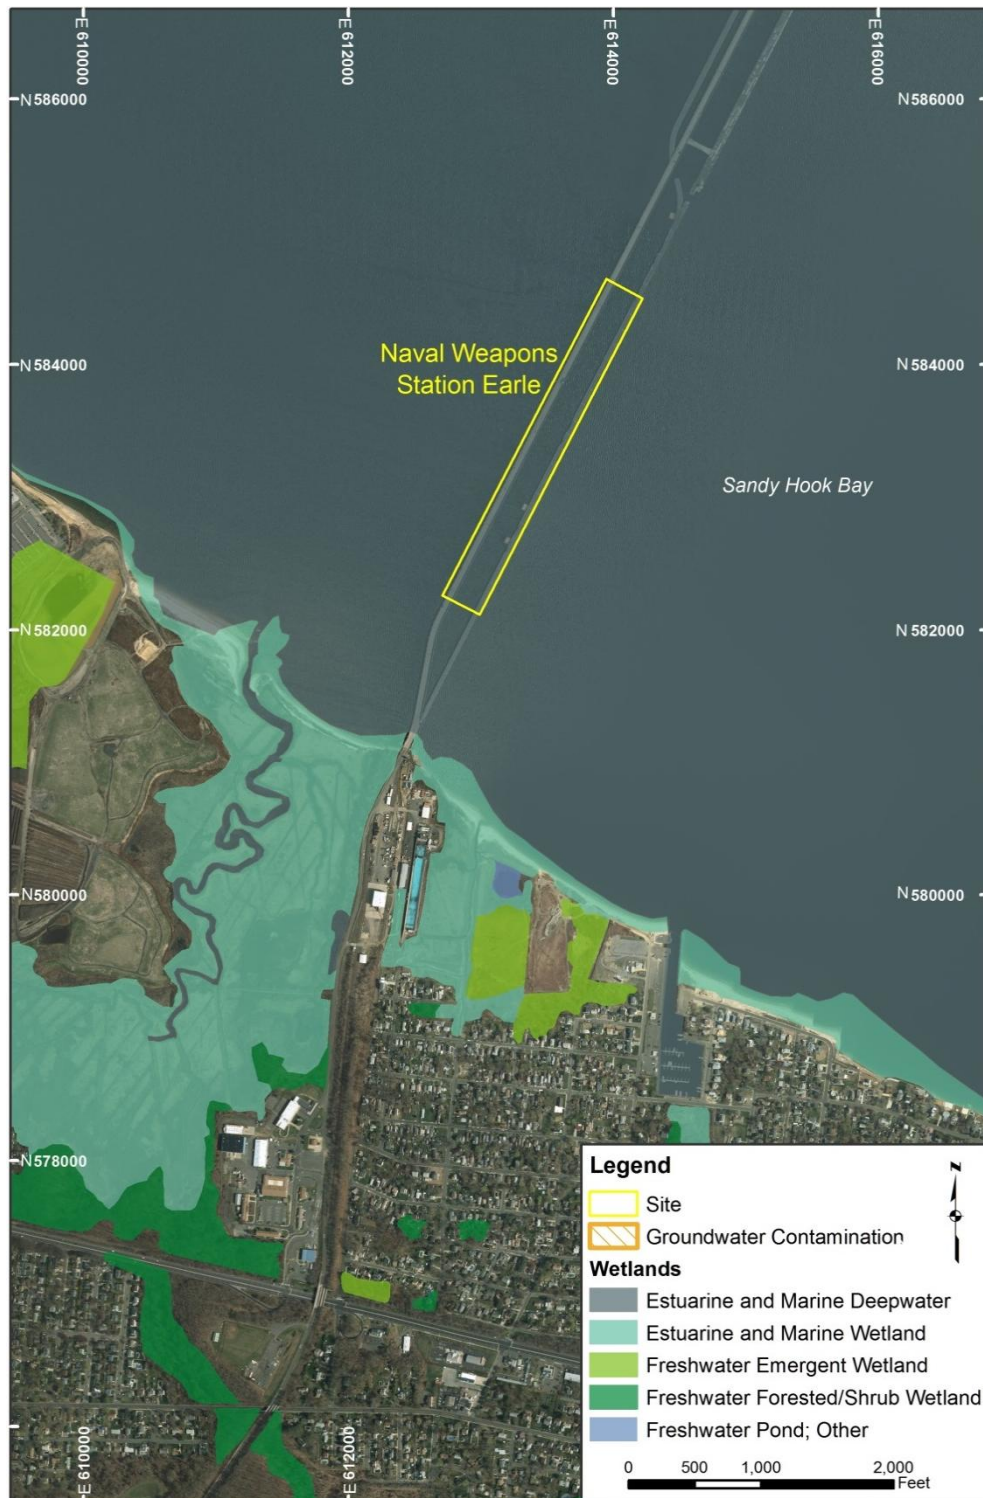 E 610000
E 612000
E 614000
E 616000
N 586000
N 586000
N 584000
N 584000
Naval Weapons
Station Earle
Sandy Hook Bay
N 582000
N 582000
N 580000
N 580000
N 578000
E 610000
E 612000
Legend
N
Site
Groundwater Contamination
Wetlands
Estuarine and Marine Deepwater
Estuarine and Marine Wetland
Freshwater Emergent Wetland
Freshwater Forested/Shrub Wetland
Freshwater Pond; Other
0 500 1,000 2,000
Feet